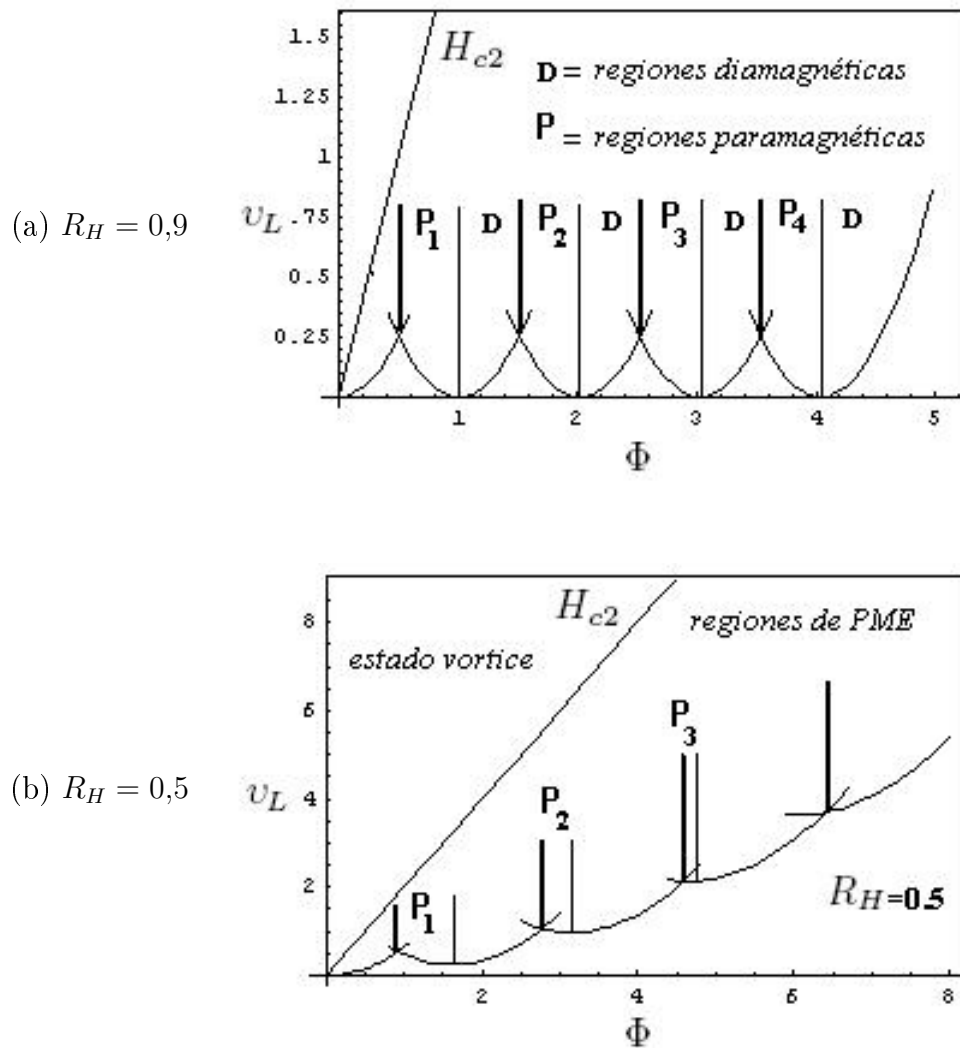 1.5
H_{c2}
D = regiones diamagnéticas
1.25
P = regiones paramagnéticas
1
(a) R_H = 0,9
υ_L .75
P_1 D P_2 D P_3 D P_4 D
0.5
0.25
1 2 3 4 5
Φ
8
H_{c2}
regiones de PME
estado vortice
6
P_3
(b) R_H = 0,5
υ_L 4
P_2
2
P_1
R_H=0.5
2 4 6 8
Φ